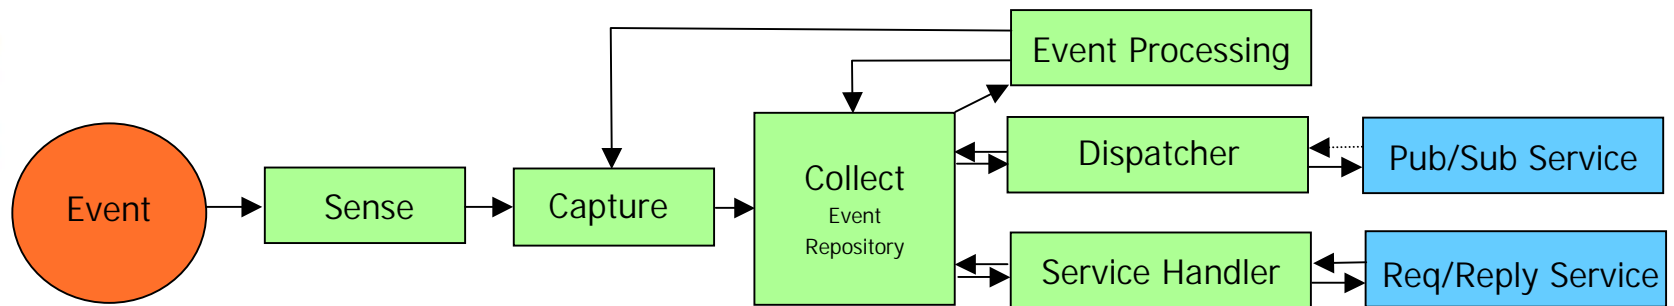 Event
Sense
Capture
Collect
Event
Repository
Event Processing
Dispatcher
Service Handler
Pub/Sub Service
Req/Reply Service